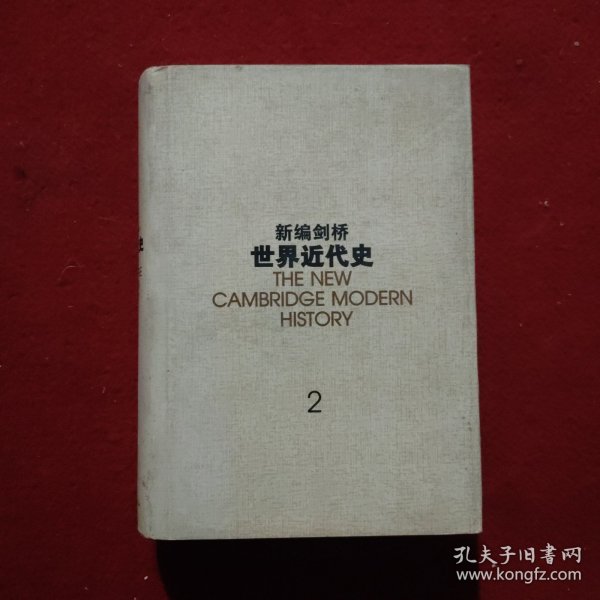 新编剑桥
世界近代史
THE NEW
CAMBRIDGE MODERN
HISTORY
2
史
孔夫子旧书网
www.kongfz.com